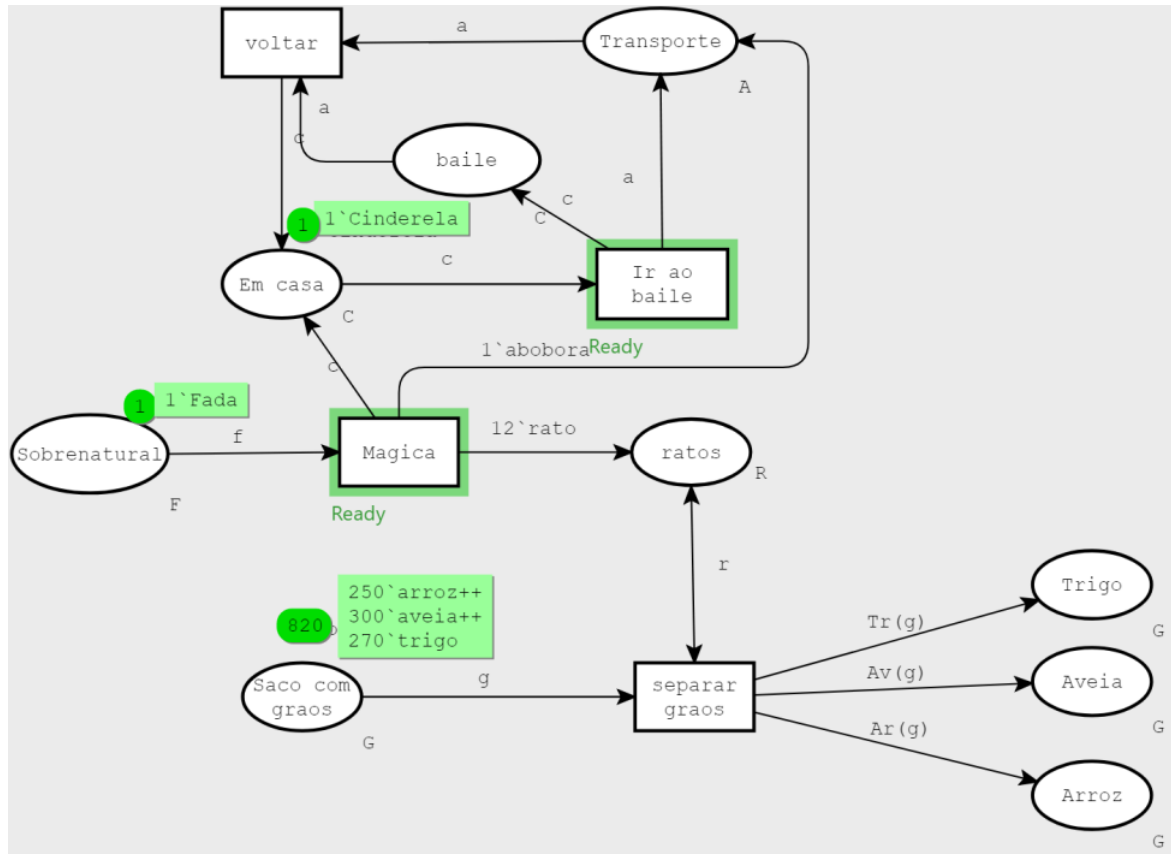 voltar
a
Transporte
A
a
c
baile
c
C
a
1
1`Cinderela
Em casa
C
c
Ir ao
baile
Ready
1`abobora
c
1
1`Fada
Sobrenatural
F
f
Magica
Ready
12`rato
ratos
R
r
250`arroz++
300`aveia++
270`trigo
820
Saco com
graos
G
g
separar
graos
Tr(g)
Av(g)
Ar(g)
Trigo
G
Aveia
G
Arroz
G